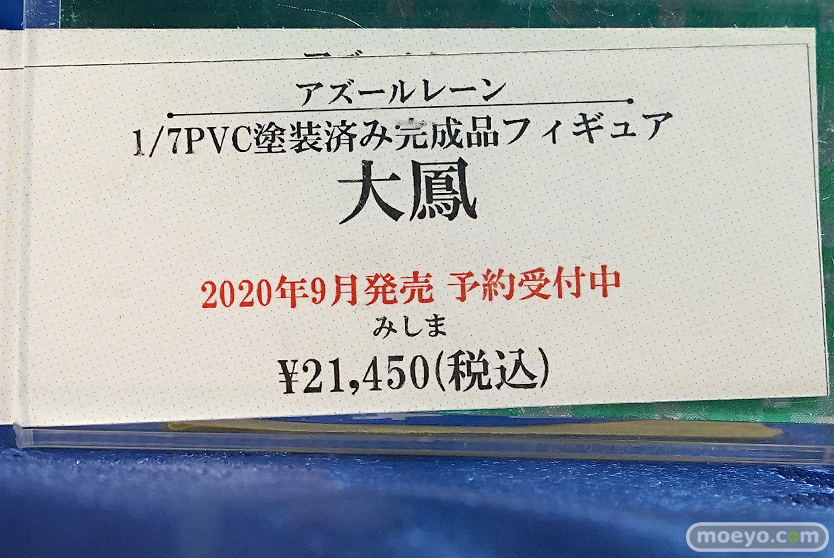 アズールレーン
1/7PVC塗装済み完成品フィギュア
大鳳
2020年9月発売 予約受付中
みしま
¥21,450(税込)
moeyo.com